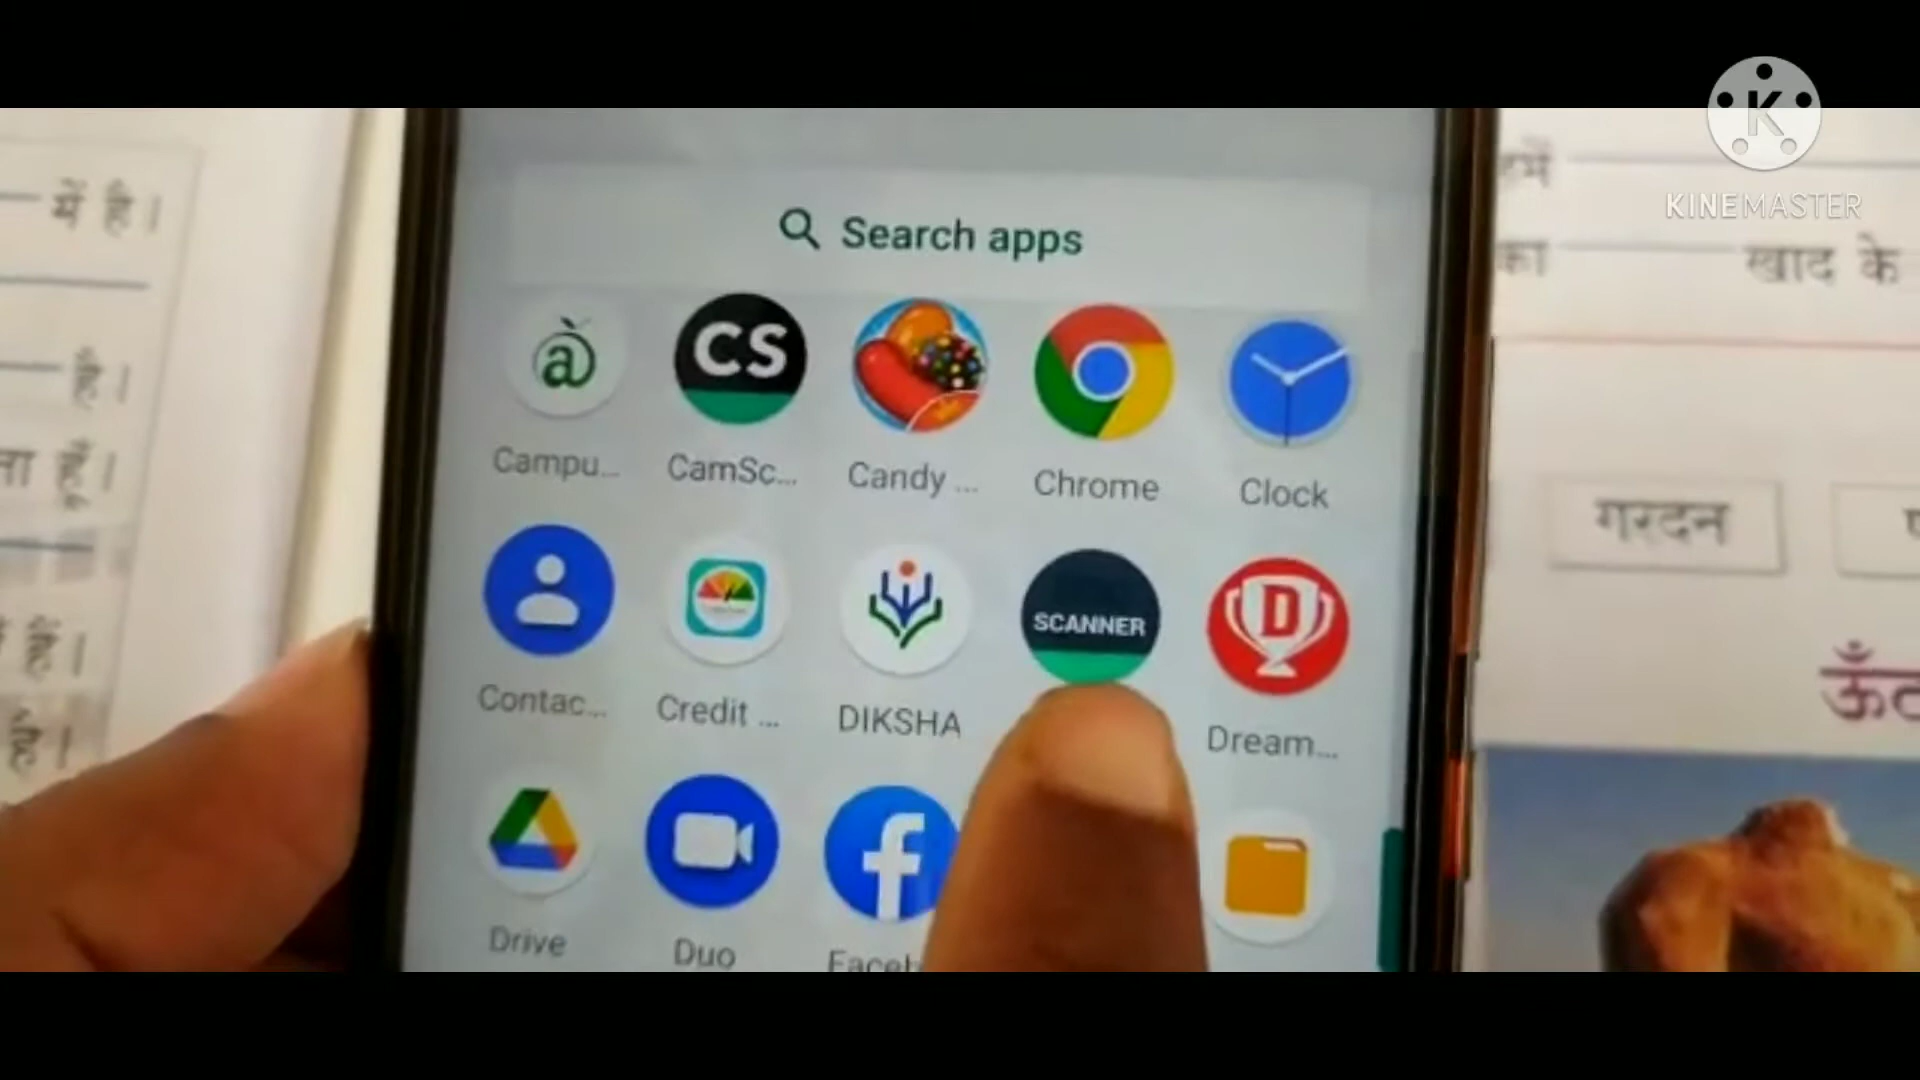 K
KINEMASTER
में है।
Search apps
का
खाद के
à
CS
Campu...
CamSc...
Candy ...
Chrome
Clock
गरदन
SCANNER
D
Contac...
Credit ...
DIKSHA
Dream...
f
Drive
Duo